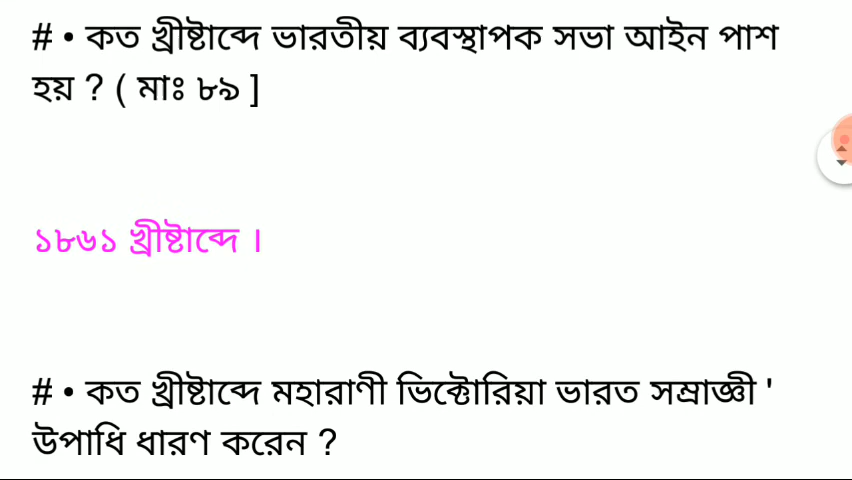 # • কত খ্রীষ্টাব্দে ভারতীয় ব্যবস্থাপক সভা আইন পাশ
হয় ? ( মাঃ ৮৯ ]
১৮৬১ খ্রীষ্টাব্দে ।
# • কত খ্রীষ্টাব্দে মহারাণী ভিক্টোরিয়া ভারত সম্রাজ্ঞী '
উপাধি ধারণ করেন ?